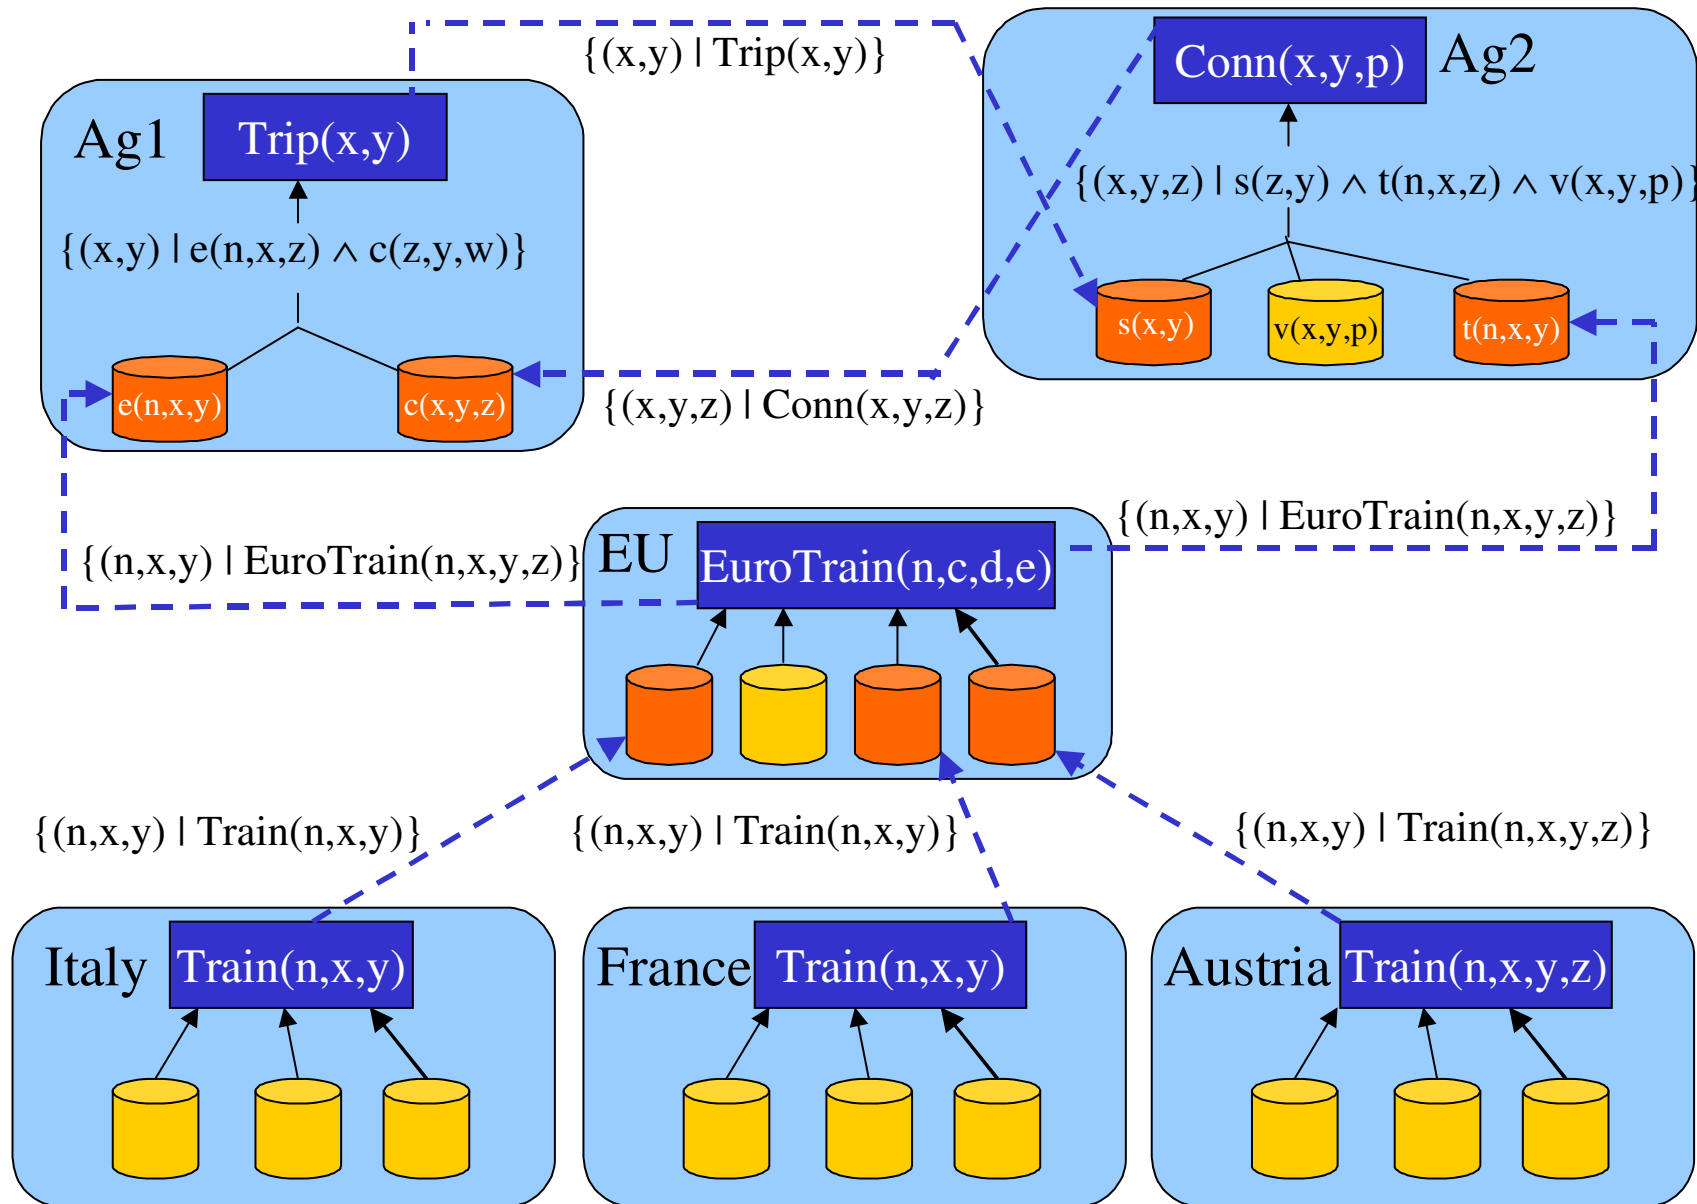 {(x,y) | Trip(x,y)}
Conn(x,y,p)
Ag2
Ag1
Trip(x,y)
{(x,y,z) | s(z,y) ∧ t(n,x,z) ∧ v(x,y,p)}
{(x,y) | e(n,x,z) ∧ c(z,y,w)}
s(x,y)
v(x,y,p)
t(n,x,y)
e(n,x,y)
c(x,y,z)
{(x,y,z) | Conn(x,y,z)}
{(n,x,y) | EuroTrain(n,x,y,z)}
{(n,x,y) | EuroTrain(n,x,y,z)}
EU
EuroTrain(n,c,d,e)
{(n,x,y) | Train(n,x,y)}
{(n,x,y) | Train(n,x,y)}
{(n,x,y) | Train(n,x,y,z)}
Italy
Train(n,x,y)
France
Train(n,x,y)
Austria
Train(n,x,y,z)